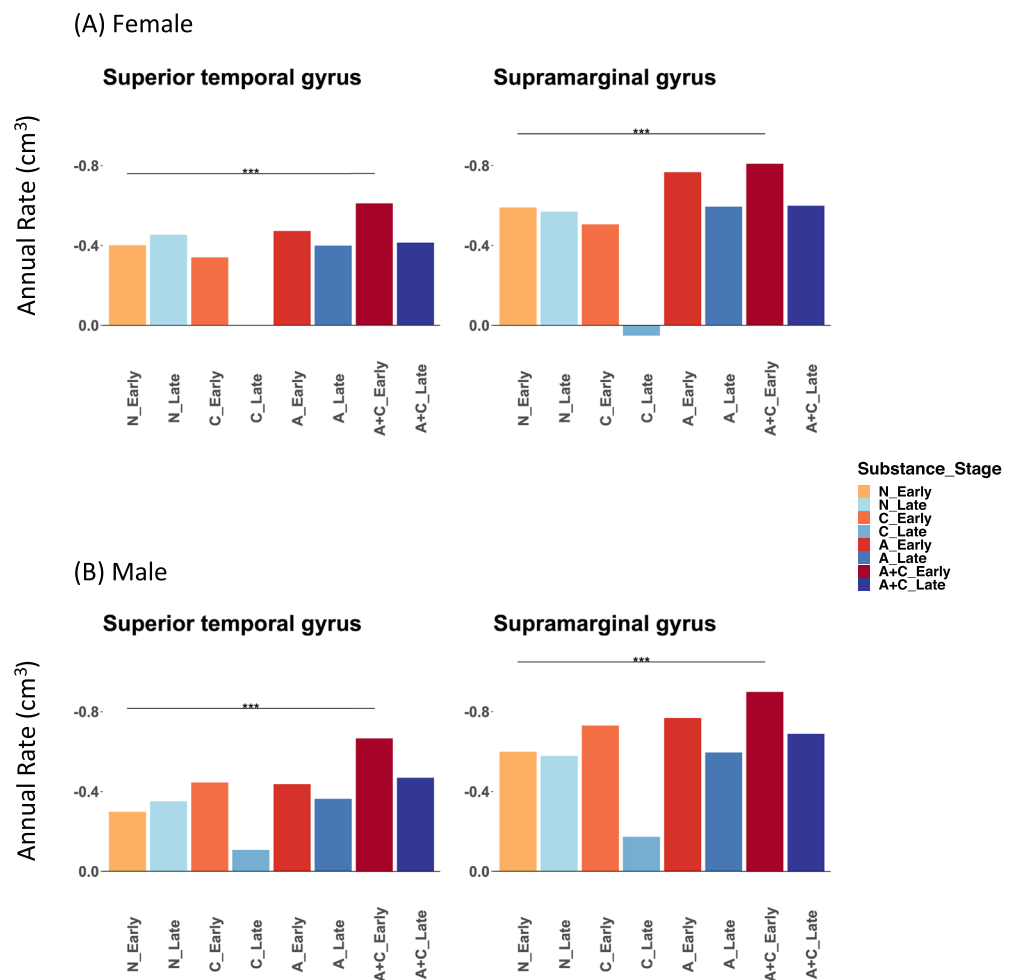 (A) Female
Superior temporal gyrus
Supramarginal gyrus
Annual Rate (cm³)
***
-0.8
-0.4
0.0
N_Early
N_Late
C_Early
C_Late
A_Early
A_Late
A+C_Early
A+C_Late
***
-0.8
-0.4
0.0
N_Early
N_Late
C_Early
C_Late
A_Early
A_Late
A+C_Early
A+C_Late
Substance_Stage
N_Early
N_Late
C_Early
C_Late
A_Early
A_Late
A+C_Early
A+C_Late
(B) Male
Superior temporal gyrus
Supramarginal gyrus
Annual Rate (cm³)
***
-0.8
-0.4
0.0
N_Early
N_Late
C_Early
C_Late
A_Early
A_Late
A+C_Early
A+C_Late
***
-0.8
-0.4
0.0
N_Early
N_Late
C_Early
C_Late
A_Early
A_Late
A+C_Early
A+C_Late